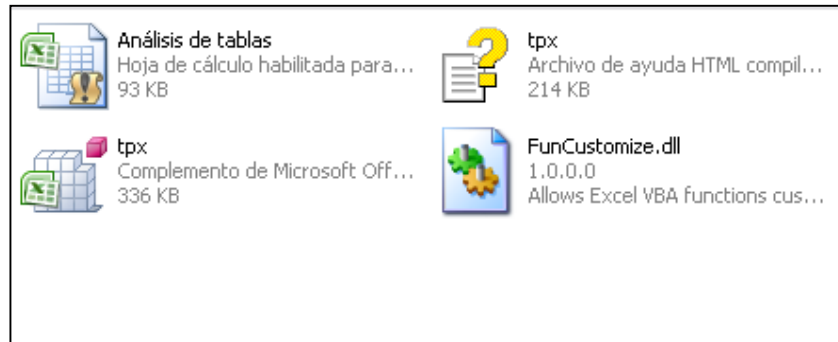 Análisis de tablas
Hoja de cálculo habilitada para...
93 KB
tpx
Archivo de ayuda HTML compil...
214 KB
tpx
Complemento de Microsoft Off...
336 KB
FunCustomize.dll
1.0.0.0
Allows Excel VBA functions cus...